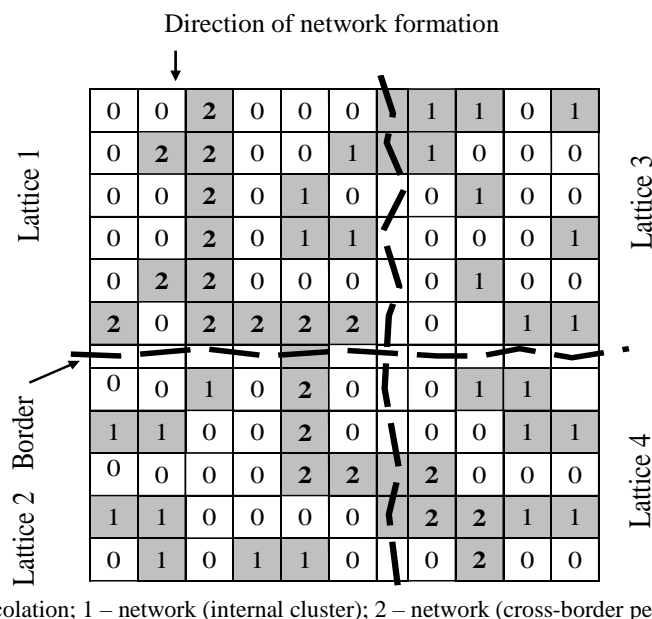 Direction of network formation
0 0 2 0 0 0 1 1 0 1
0 2 2 0 0 1 1 0 0 0
0 0 2 0 1 0 0 1 0 0
0 0 2 0 1 1 0 0 0 1
0 2 2 0 0 0 0 1 0 0
2 0 2 2 2 2 0 1 1
0 0 1 0 2 0 0 1 1
1 1 0 0 2 0 0 0 1 1
0 0 0 0 2 2 2 0 0 0
1 1 0 0 0 0 2 2 1 1
0 1 0 1 1 0 0 2 0 0
Lattice 1
Lattice 3
Border
Lattice 2
Lattice 4
1 – network (internal cluster); 2 – network (cross-border